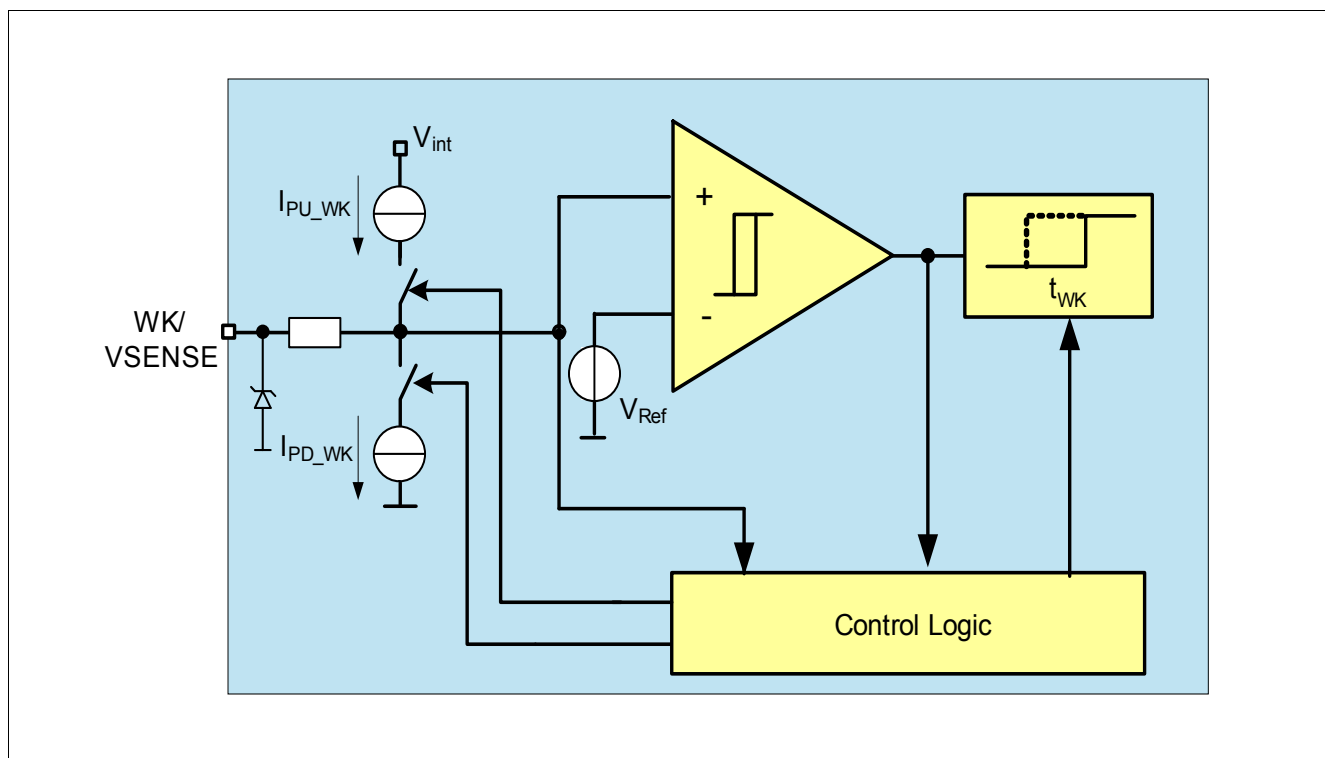 V_int
I_PU_WK
WK/
VSENSE
I_PD_WK
+
-
V_Ref
t_WK
Control Logic